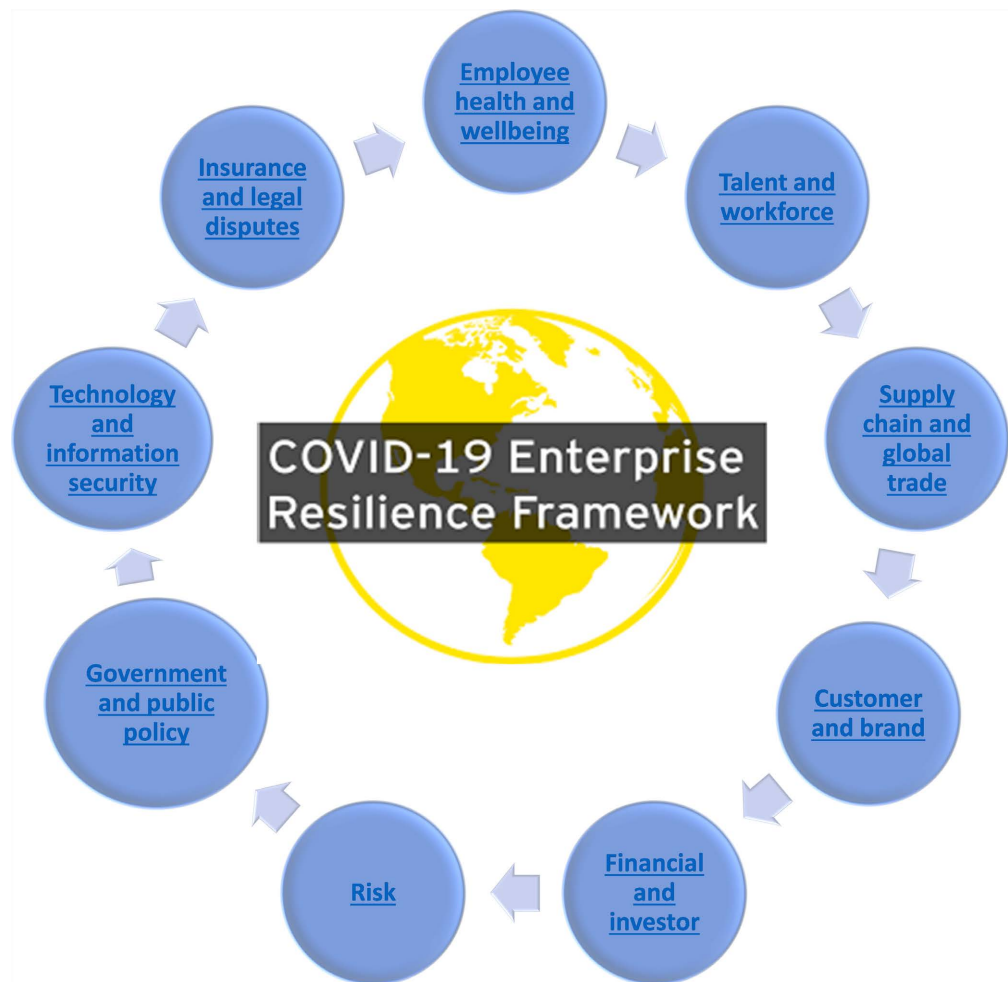 Employee
health and
wellbeing
Talent and
workforce
Supply
chain and
global
trade
Customer
and brand
Financial
and
investor
Risk
Government
and public
policy
Technology
and
information
security
Insurance
and legal
disputes
COVID-19 Enterprise
Resilience Framework